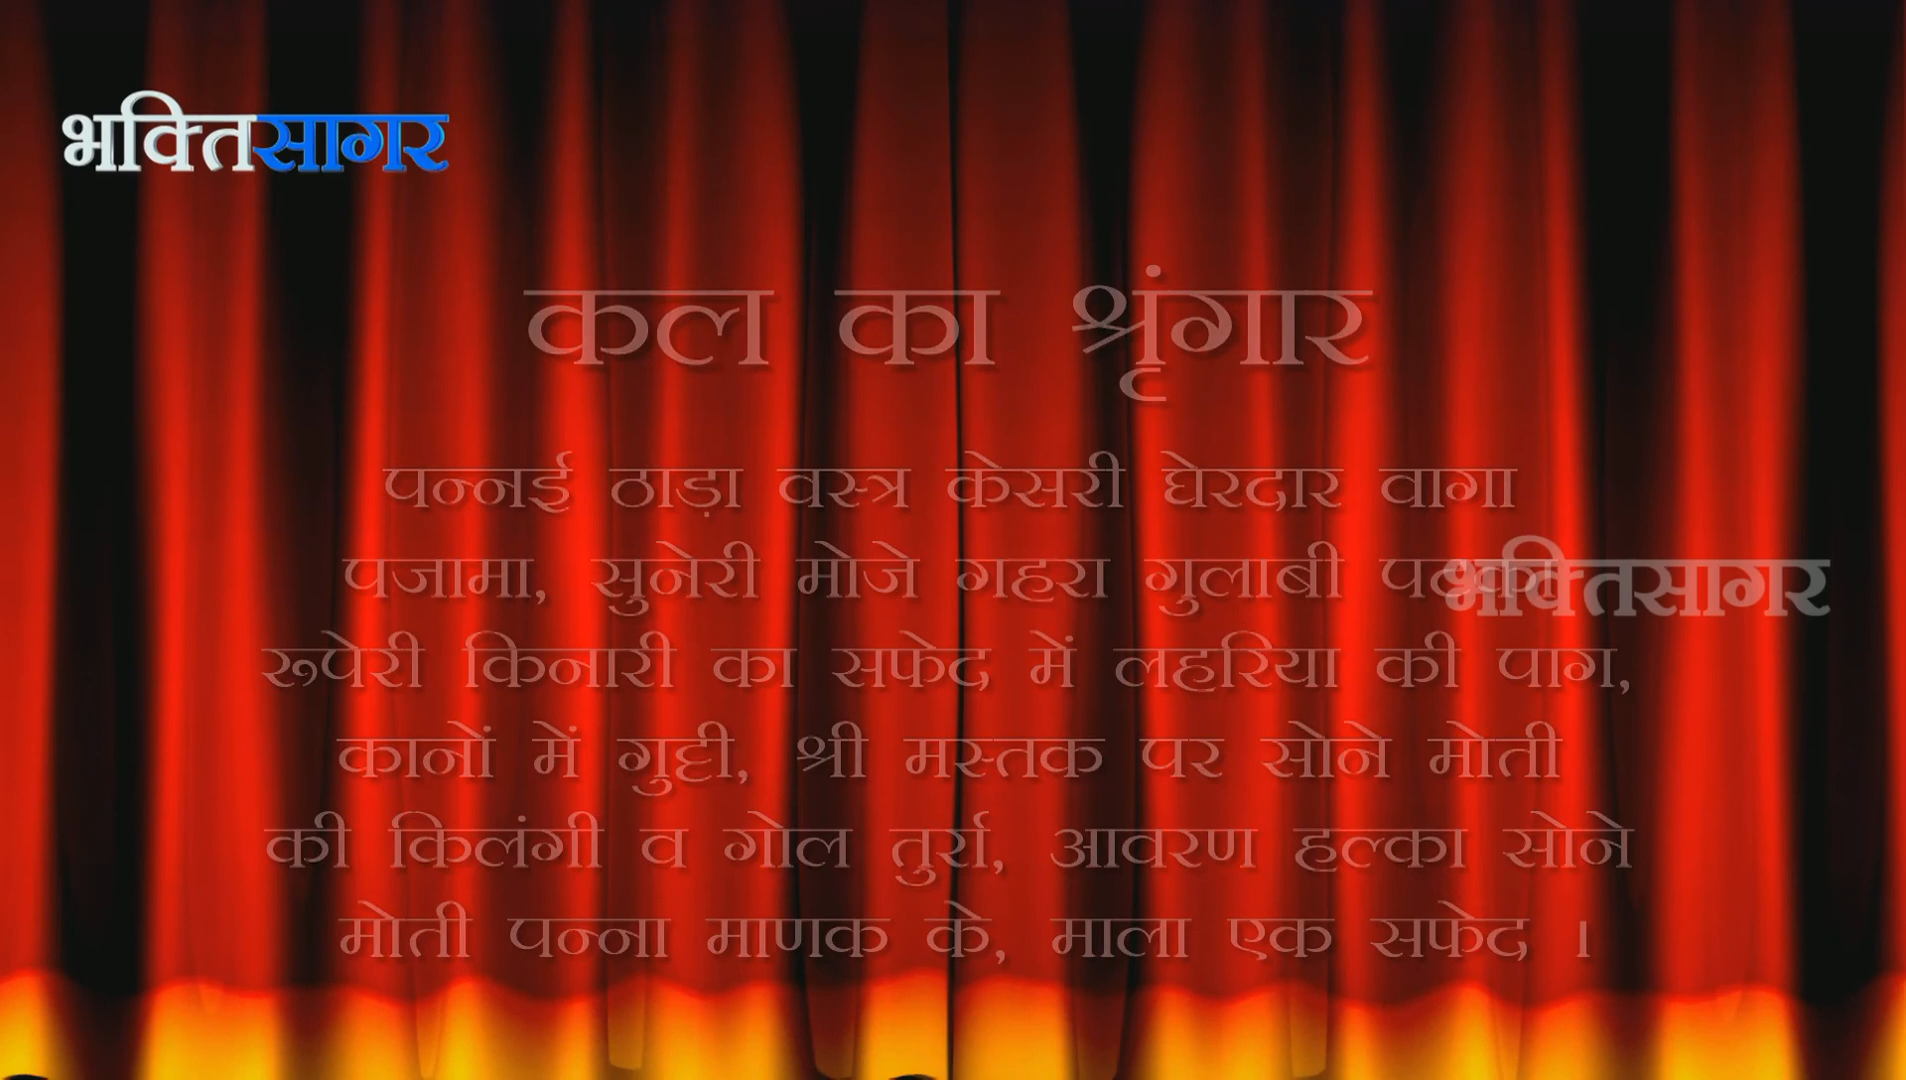 भक्तिसागर
कल का श्रृंगार
पन्नई ठाड़ा वस्त्र केसरी घेरदार वागा
पजामा, सुनेरी मोजे गहरा गुलाबी
भक्तिसागर
रूपेरी किनारी का सफेद में लहरिया की पाग,
कानों में गुद्दी, श्री मस्तक पर सोने मोती
की किलंगी व गोल तुर्रा, आवरण हल्का सोने
मोती पन्ना माणक के, माला एक सफेद ।